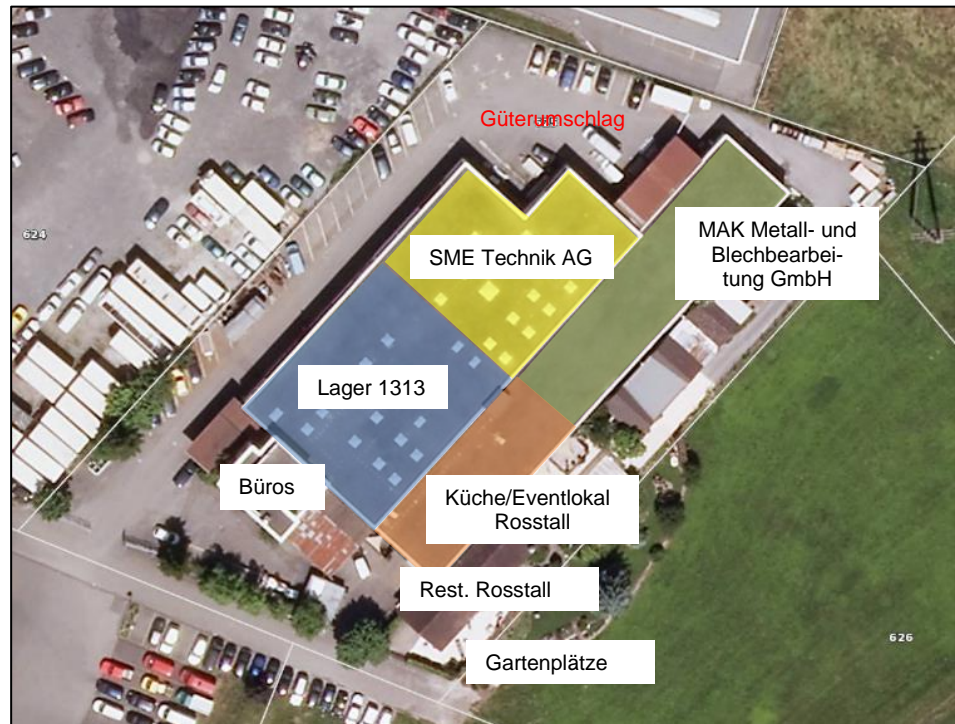 Güterumschlag
SME Technik AG
MAK Metall- und
Blechbearbei-
tung GmbH
624
Lager 1313
Büros
Küche/Eventlokal
Rosstall
Rest. Rosstall
Gartenplätze
626